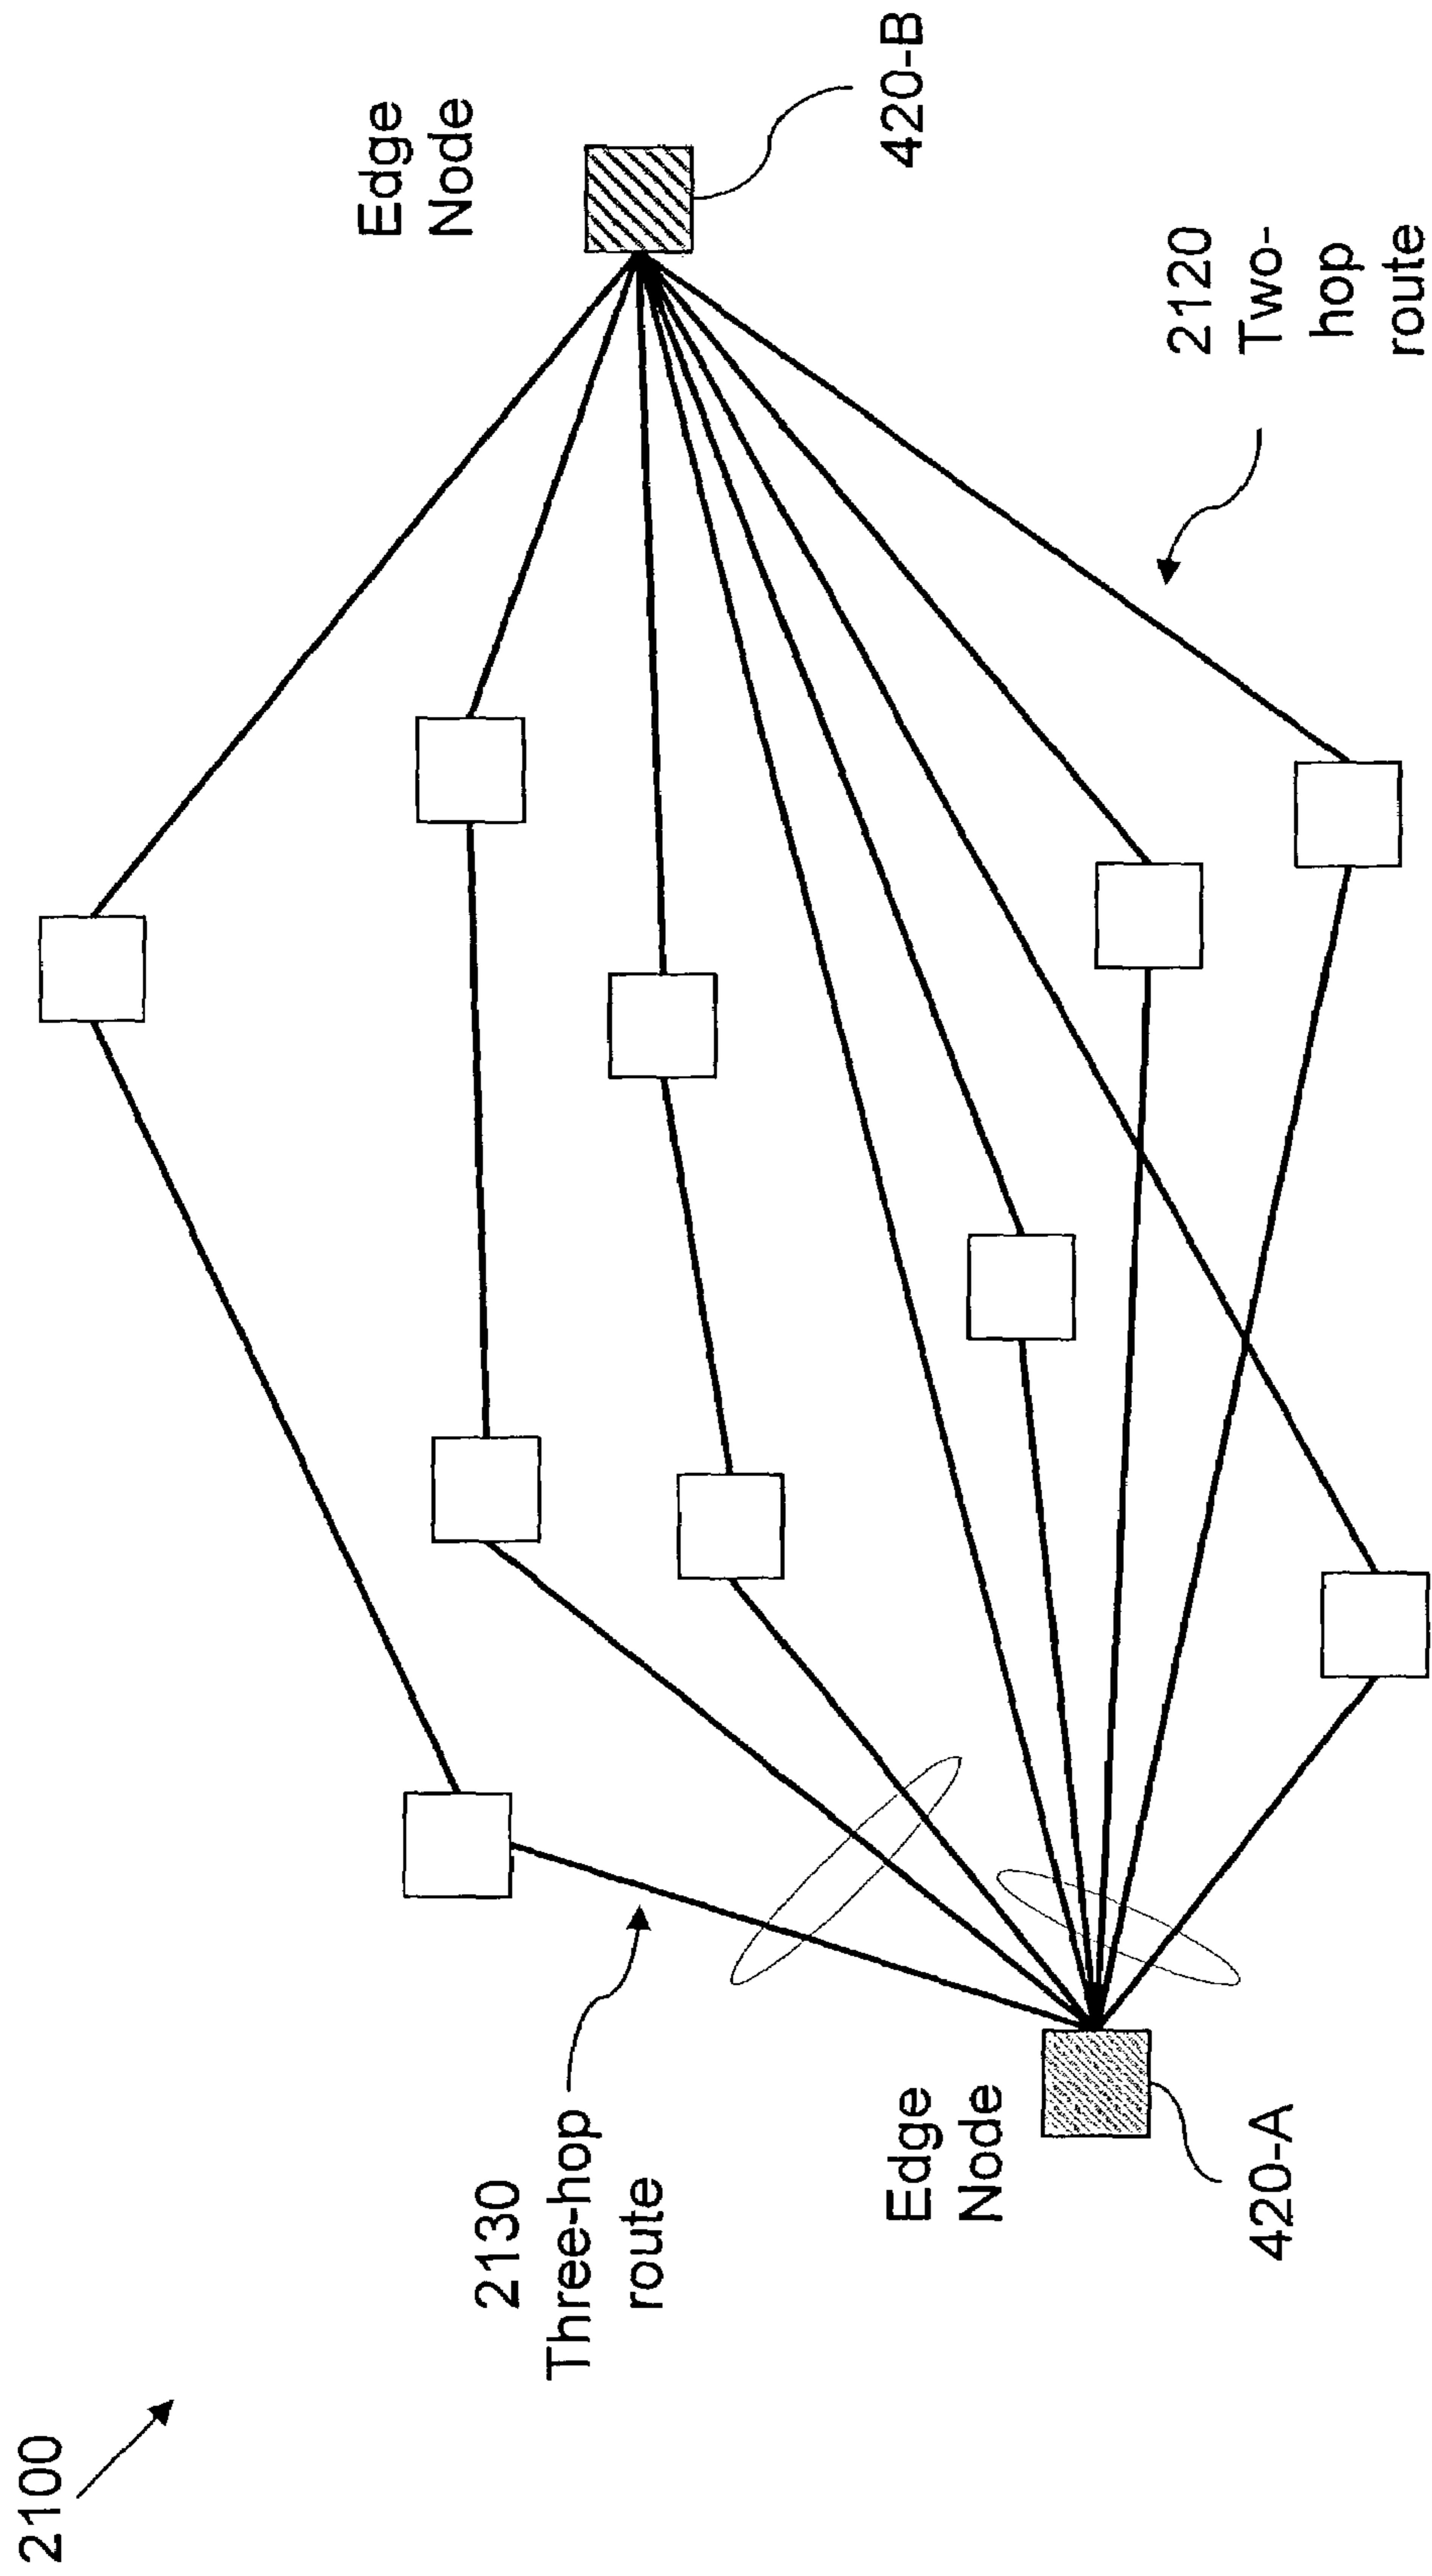 2100
2130
Three-hop
route
Edge
Node
420-A
Edge
Node
420-B
2120
Two-
hop
route